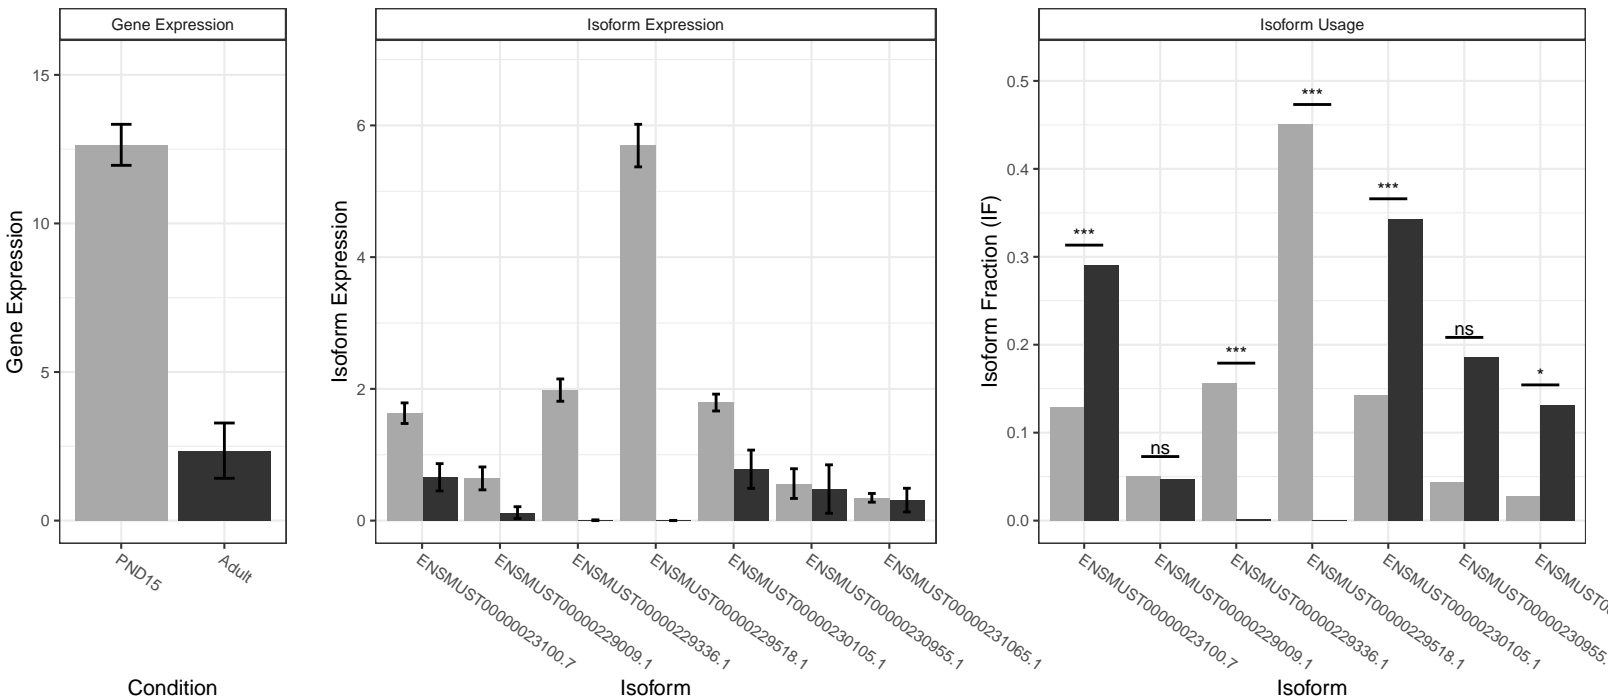 Gene Expression
Isoform Expression
Isoform Usage
Gene Expression
15
10
5
0
PND15
Adult
Condition
Isoform Expression
6
4
2
0
ENSMUST00000023100.7
ENSMUST00000229009.1
ENSMUST00000229336.1
ENSMUST00000229518.1
ENSMUST00000230105.1
ENSMUST00000230955.1
ENSMUST00000231065.1
Isoform
Isoform Fraction (IF)
0.5
0.4
0.3
0.2
0.1
0.0
***
ns
***
***
***
ns
*
ENSMUST00000023100.7
ENSMUST00000229009.1
ENSMUST00000229336.1
ENSMUST00000229518.1
ENSMUST00000230105.1
ENSMUST00000230955.
Isoform